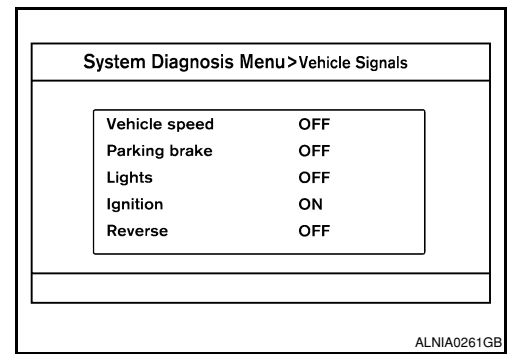 System Diagnosis Menu>Vehicle Signals
Vehicle speed OFF
Parking brake OFF
Lights OFF
Ignition ON
Reverse OFF
ALNIA0261GB